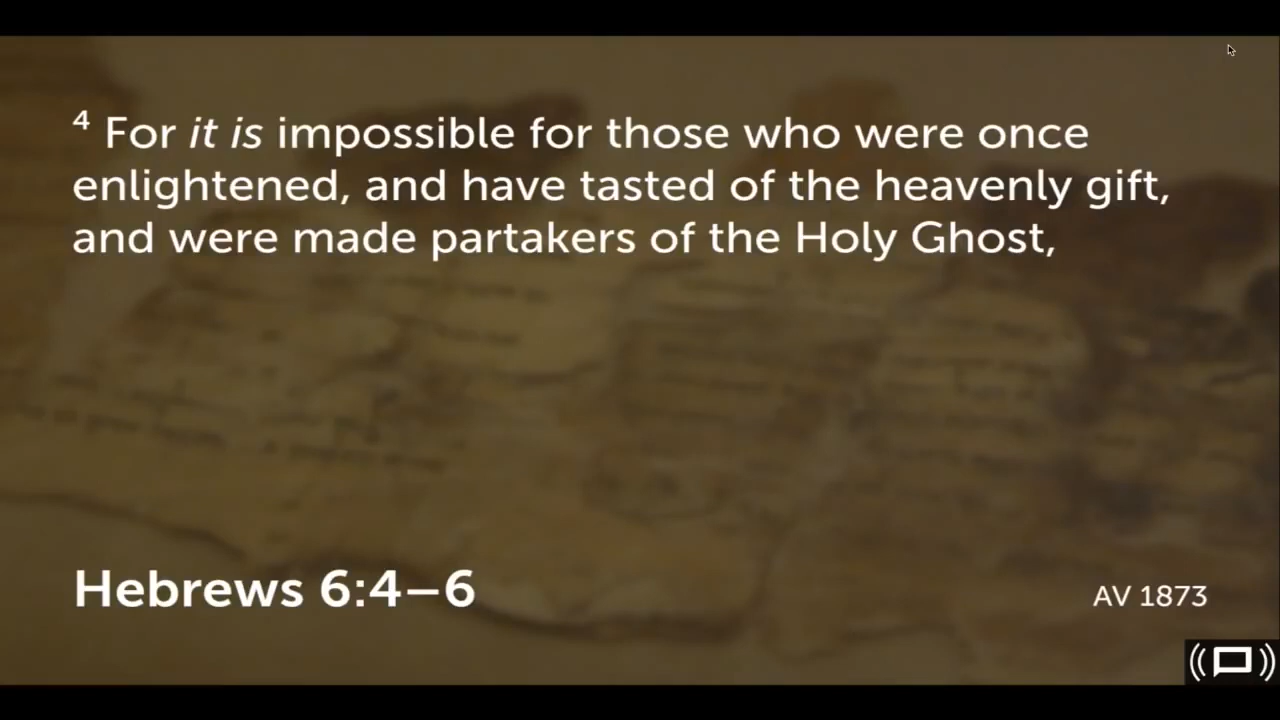 4 For it is impossible for those who were once
enlightened, and have tasted of the heavenly gift,
and were made partakers of the Holy Ghost,
Hebrews 6:4–6
AV 1873